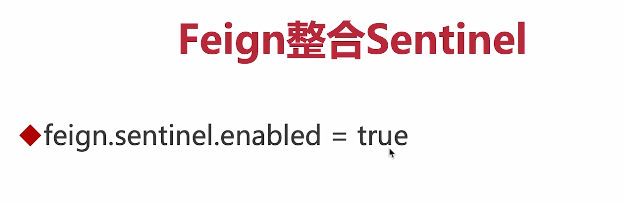 Feign整合Sentinel
feign.sentinel.enabled = true